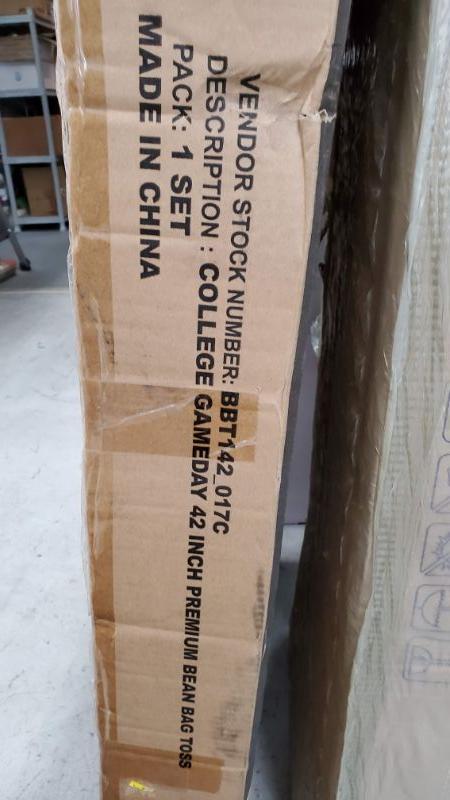 VENDOR STOCK NUMBER: BBT142_017C
DESCRIPTION : COLLEGE GAMEDAY 42 INCH PREMIUM BEAN BAG TOSS
PACK: 1 SET
MADE IN CHINA